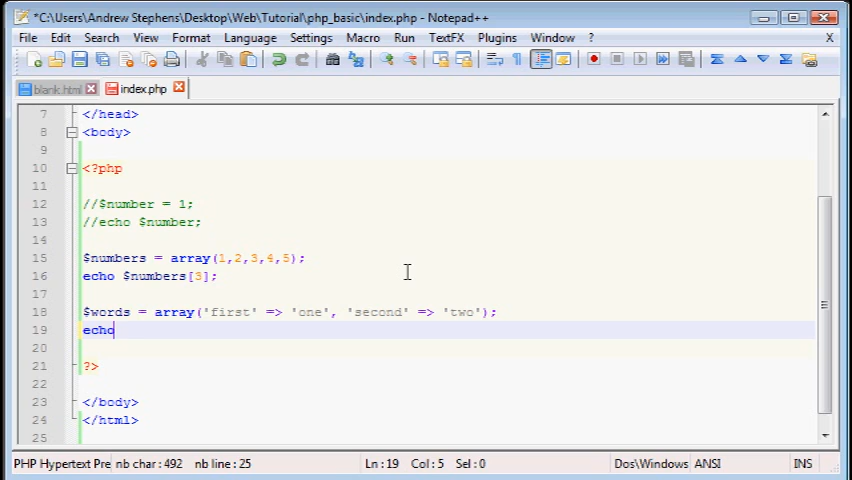 *C:\Users\Andrew Stephens\Desktop\Web\Tutorial\php_basic\index.php - Notepad++
File Edit Search View Format Language Settings Macro Run TextFX Plugins Window ? X
blank.html index.php
7 </head>
8 <body>
9
10 <?php
11
12 //$number = 1;
13 //echo $number;
14
15 $numbers = array(1,2,3,4,5);
16 echo $numbers[3];
17
18 $words = array('first' => 'one', 'second' => 'two');
19 echo
20
21 ?>
22
23 </body>
24 </html>
25
PHP Hypertext Pre nb char: 492 nb line: 25 Ln:19 Col:5 Sel:0 Dos\Windows ANSI INS